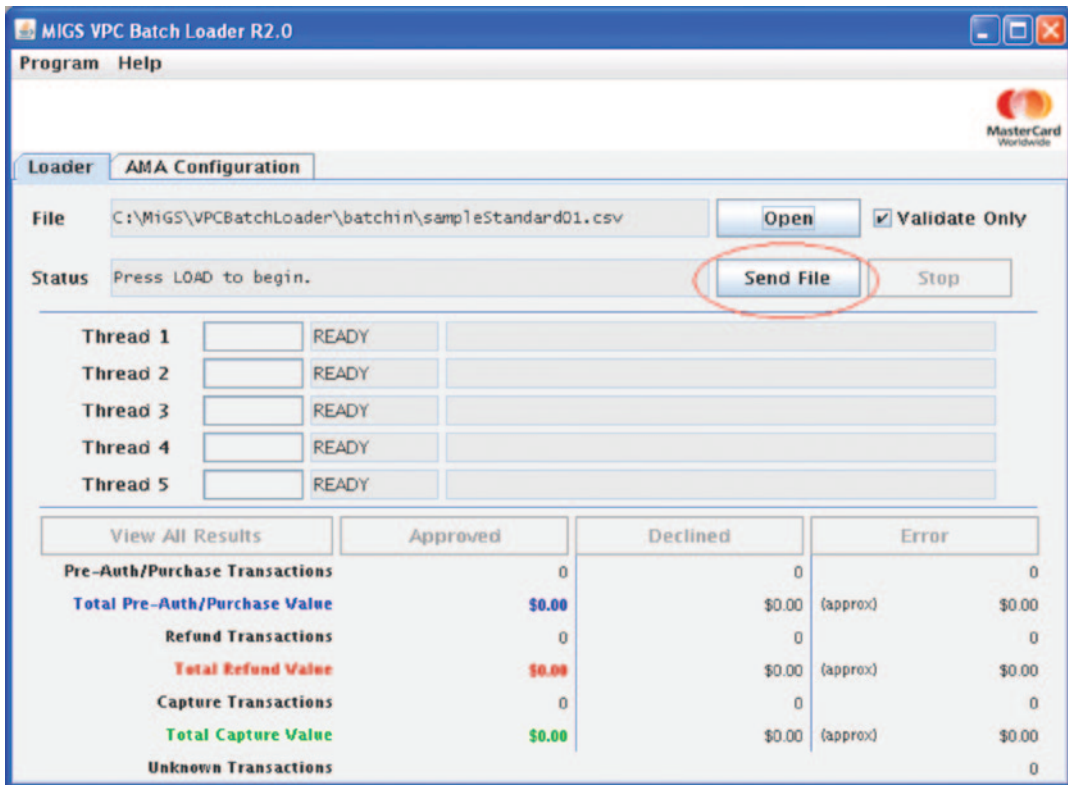 MIGS VPC Batch Loader R2.0
Program Help
MasterCard
Worldwide
Loader AMA Configuration
File C:\MiGS\VPCBatchLoader\batchin\sampleStandard01.csv Open Validate Only
Status Press LOAD to begin. Send File Stop
Thread 1 READY
Thread 2 READY
Thread 3 READY
Thread 4 READY
Thread 5 READY
View All Results Approved Declined Error
Pre-Auth/Purchase Transactions 0 0 0
Total Pre-Auth/Purchase Value $0.00 $0.00 (approx) $0.00
Refund Transactions 0 0 0
Total Refund Value $0.00 $0.00 (approx) $0.00
Capture Transactions 0 0 0
Total Capture Value $0.00 $0.00 (approx) $0.00
Unknown Transactions 0